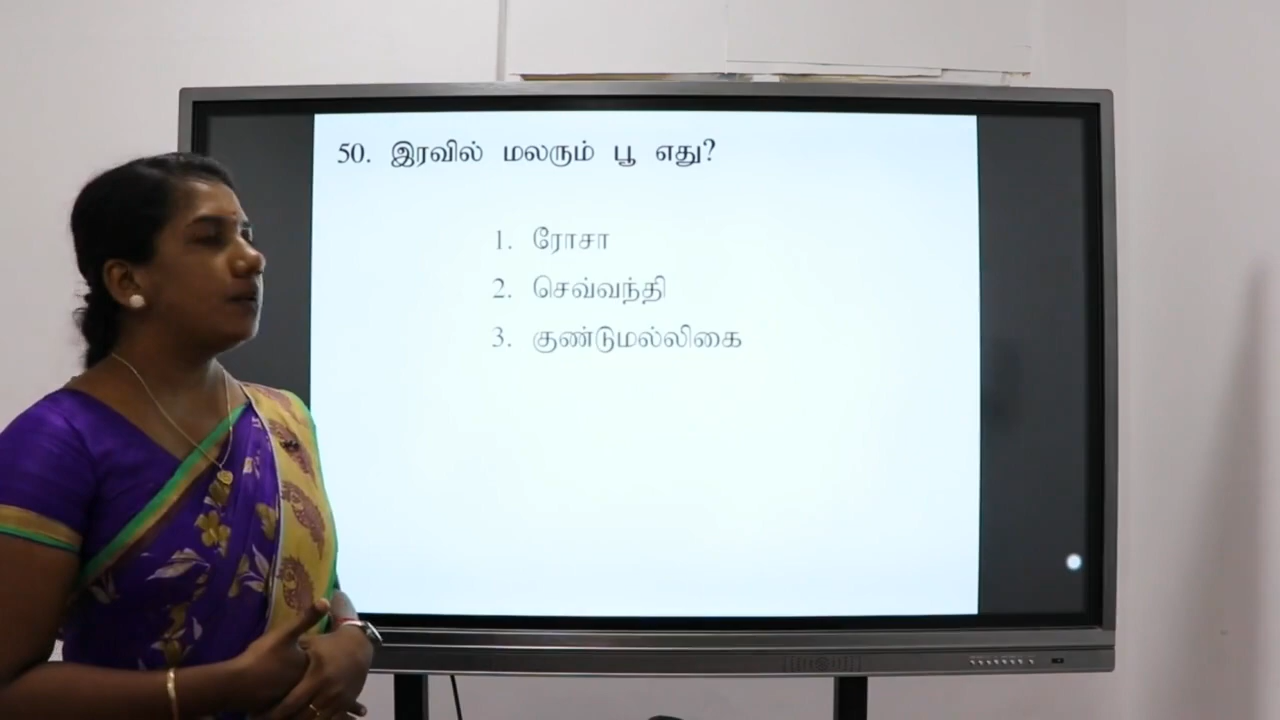 50. இரவில் மலரும் பூ எது?
1. ரோசா
2. செவ்வந்தி
3. குண்டுமல்லிகை